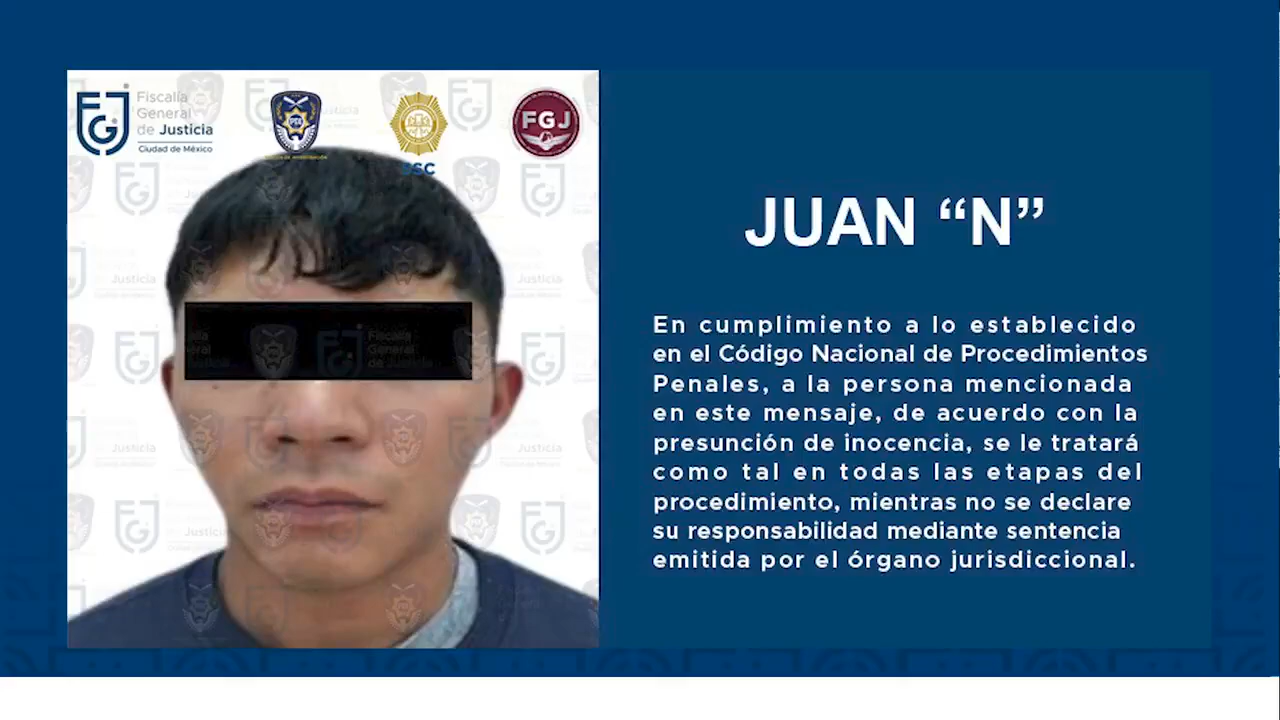 Fiscalía
General
de Justicia
Ciudad de México
PDI
SSC
FGJ
JUAN “N”
En cumplimiento a lo establecido
en el Código Nacional de Procedimientos
Penales, a la persona mencionada
en este mensaje, de acuerdo con la
presunción de inocencia, se le tratará
como tal en todas las etapas del
procedimiento, mientras no se declare
su responsabilidad mediante sentencia
emitida por el órgano jurisdiccional.